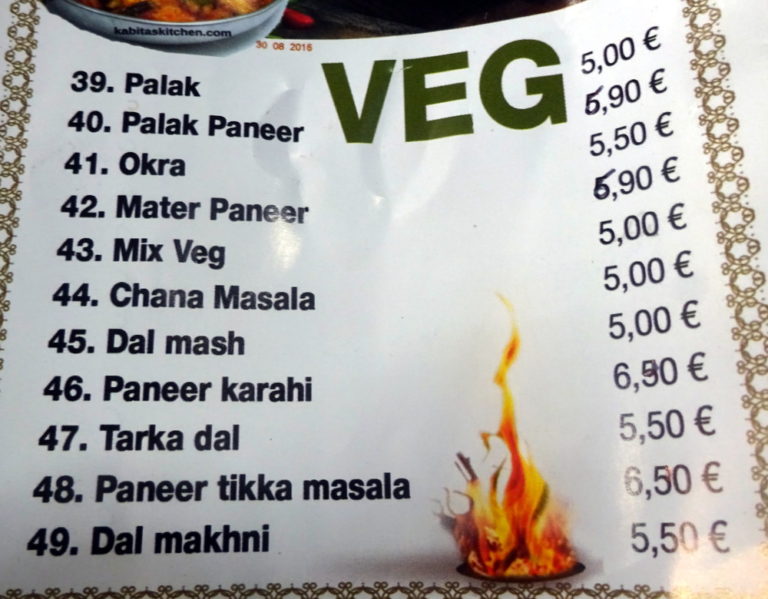 kabitaskitchen.com
30 08 2016
VEG
39. Palak 5,00 €
40. Palak Paneer 6,90 €
41. Okra 5,50 €
42. Mater Paneer 6,90 €
43. Mix Veg 5,00 €
44. Chana Masala 5,00 €
45. Dal mash 5,00 €
46. Paneer karahi 6,90 €
47. Tarka dal 5,50 €
48. Paneer tikka masala 6,50 €
49. Dal makhni 5,50 €